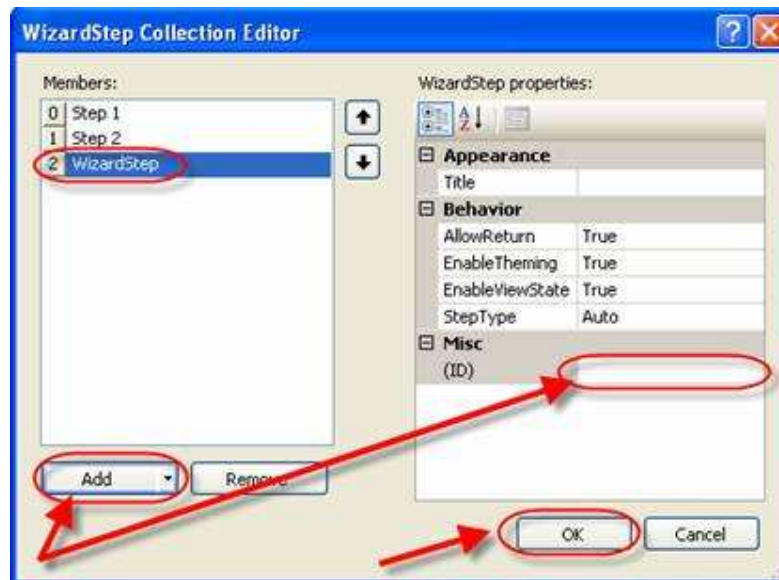 WizardStep Collection Editor
Members:
0 Step 1
1 Step 2
2 WizardStep
Add
Remove
WizardStep properties:
Appearance
Title
Behavior
AllowReturn True
EnableTheming True
EnableViewState True
StepType Auto
Misc
(ID)
OK
Cancel